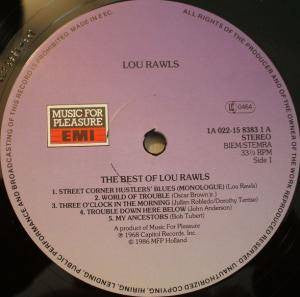 ALL RIGHTS OF THE PRODUCER AND OF THE OWNER OF THE RECORDED WORK RESERVED. UNAUTHORIZED COPYING, HIRING, LENDING, PUBLIC PERFORMANCE AND BROADCASTING OF THIS RECORD PROHIBITED. MADE IN EEC.
LOU RAWLS
MUSIC FOR
PLEASURE
EMI
LC 0464
1A 022-15 8383 1 A
STEREO
BIEM/STEMRA
33⅓ RPM
Side 1
THE BEST OF LOU RAWLS
1. STREET CORNER HUSTLERS' BLUES (MONOLOGUE) (Lou Rawls)
2. WORLD OF TROUBLE (Oscar Brown jr.)
3. THREE O'CLOCK IN THE MORNING (Julien Robledo/Dorothy Terriss)
4. TROUBLE DOWN HERE BELOW (John Anderson)
5. MY ANCESTORS (Bob Tubert)
A product of Music For Pleasure
℗ 1968 Capitol Records, Inc.
© 1986 MFP Holland